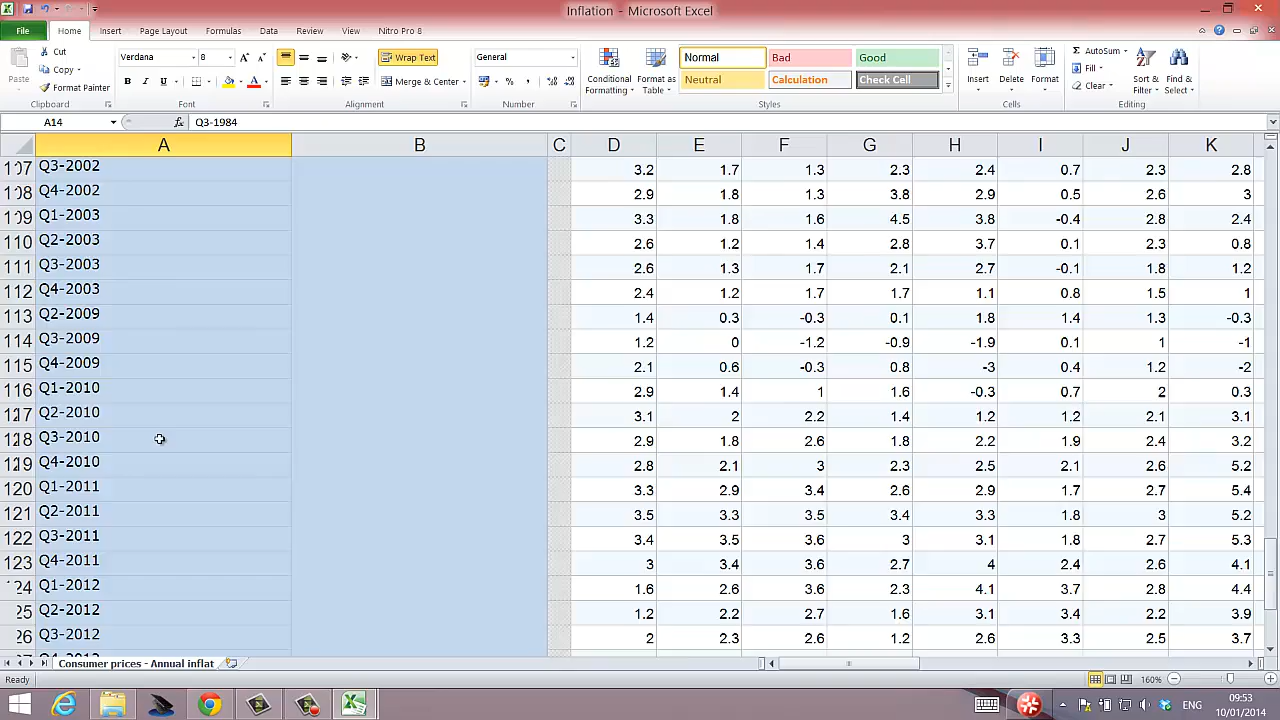 Inflation - Microsoft Excel
File Home Insert Page Layout Formulas Data Review View Nitro Pro 8
Paste Cut Copy Format Painter Clipboard
Verdana 8 B I U A Font
Wrap Text Merge & Center Alignment
General % , Number
Conditional Formatting Format as Table Normal Bad Good Neutral Calculation Check Cell Styles
Insert Delete Format Cells
AutoSum Fill Clear Sort & Filter Find & Select Editing
A14 fx Q3-1984
A B C D E F G H I J K
107 Q3-2002 3.2 1.7 1.3 2.3 2.4 0.7 2.3 2.8
108 Q4-2002 2.9 1.8 1.3 3.8 2.9 0.5 2.6 3
109 Q1-2003 3.3 1.8 1.6 4.5 3.8 -0.4 2.8 2.4
110 Q2-2003 2.6 1.2 1.4 2.8 3.7 0.1 2.3 0.8
111 Q3-2003 2.6 1.3 1.7 2.1 2.7 -0.1 1.8 1.2
112 Q4-2003 2.4 1.2 1.7 1.7 1.1 0.8 1.5 1
113 Q2-2009 1.4 0.3 -0.3 0.1 1.8 1.4 1.3 -0.3
114 Q3-2009 1.2 0 -1.2 -0.9 -1.9 0.1 1 -1
115 Q4-2009 2.1 0.6 -0.3 0.8 -3 0.4 1.2 -2
116 Q1-2010 2.9 1.4 1 1.6 -0.3 0.7 2 0.3
117 Q2-2010 3.1 2 2.2 1.4 1.2 1.2 2.1 3.1
118 Q3-2010 2.9 1.8 2.6 1.8 2.2 1.9 2.4 3.2
119 Q4-2010 2.8 2.1 3 2.3 2.5 2.1 2.6 5.2
120 Q1-2011 3.3 2.9 3.4 2.6 2.9 1.7 2.7 5.4
121 Q2-2011 3.5 3.3 3.5 3.4 3.3 1.8 3 5.2
122 Q3-2011 3.4 3.5 3.6 3 3.1 1.8 2.7 5.3
123 Q4-2011 3 3.4 3.6 2.7 4 2.4 2.6 4.1
124 Q1-2012 1.6 2.6 3.6 2.3 4.1 3.7 2.8 4.4
125 Q2-2012 1.2 2.2 2.7 1.6 3.1 3.4 2.2 3.9
126 Q3-2012 2 2.3 2.6 1.2 2.6 3.3 2.5 3.7
Consumer prices - Annual inflat
Ready 160%
ENG 09:53
10/01/2014